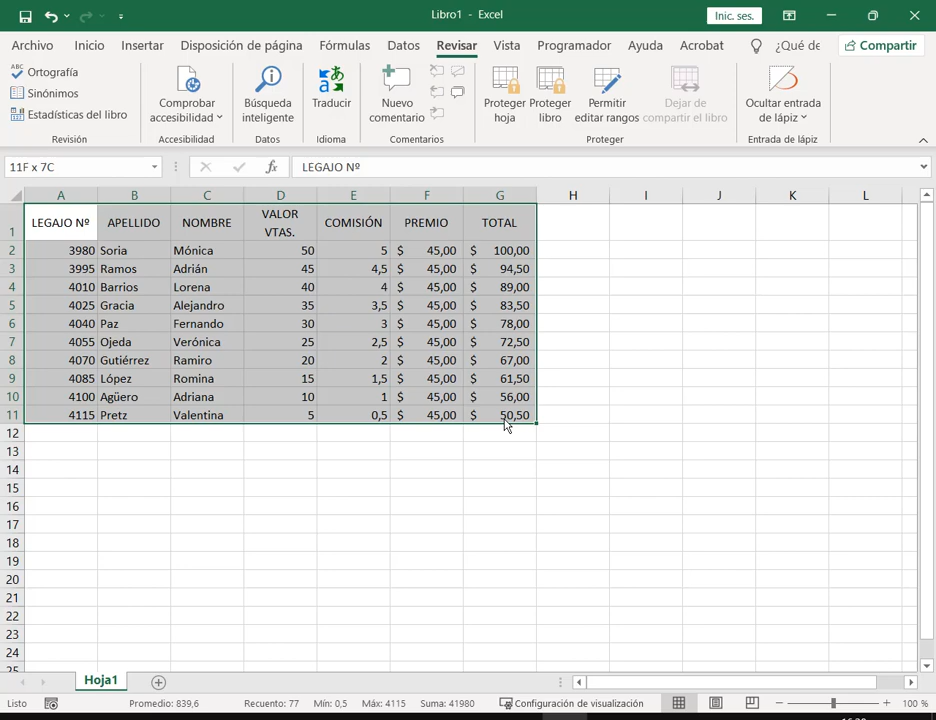 Libro1 - Excel
Inic. ses.
Archivo Inicio Insertar Disposición de página Fórmulas Datos Revisar Vista Programador Ayuda Acrobat ¿Qué de Compartir
ABC Ortografía
Sinónimos
Estadísticas del libro
Revisión
Comprobar
accesibilidad
Accesibilidad
Búsqueda
inteligente
Datos
Traducir
Idioma
Nuevo
comentario
Comentarios
Proteger
hoja
Proteger
libro
Permitir
editar rangos
Dejar de
compartir el libro
Proteger
Ocultar entrada
de lápiz
Entrada de lápiz
11F x 7C fx LEGAJO Nº
A B C D E F G H I J K L
1 LEGAJO Nº APELLIDO NOMBRE VALOR VTAS. COMISIÓN PREMIO TOTAL
2 3980 Soria Mónica 50 5 $ 45,00 $ 100,00
3 3995 Ramos Adrián 45 4,5 $ 45,00 $ 94,50
4 4010 Barrios Lorena 40 4 $ 45,00 $ 89,00
5 4025 Gracia Alejandro 35 3,5 $ 45,00 $ 83,50
6 4040 Paz Fernando 30 3 $ 45,00 $ 78,00
7 4055 Ojeda Verónica 25 2,5 $ 45,00 $ 72,50
8 4070 Gutiérrez Ramiro 20 2 $ 45,00 $ 67,00
9 4085 López Romina 15 1,5 $ 45,00 $ 61,50
10 4100 Agüero Adriana 10 1 $ 45,00 $ 56,00
11 4115 Pretz Valentina 5 0,5 $ 45,00 $ 50,50
12
13
14
15
16
17
18
19
20
21
22
23
24
25
Hoja1
Listo Promedio: 839,6 Recuento: 77 Mín: 0,5 Máx: 4115 Suma: 41980 Configuración de visualización 100 %